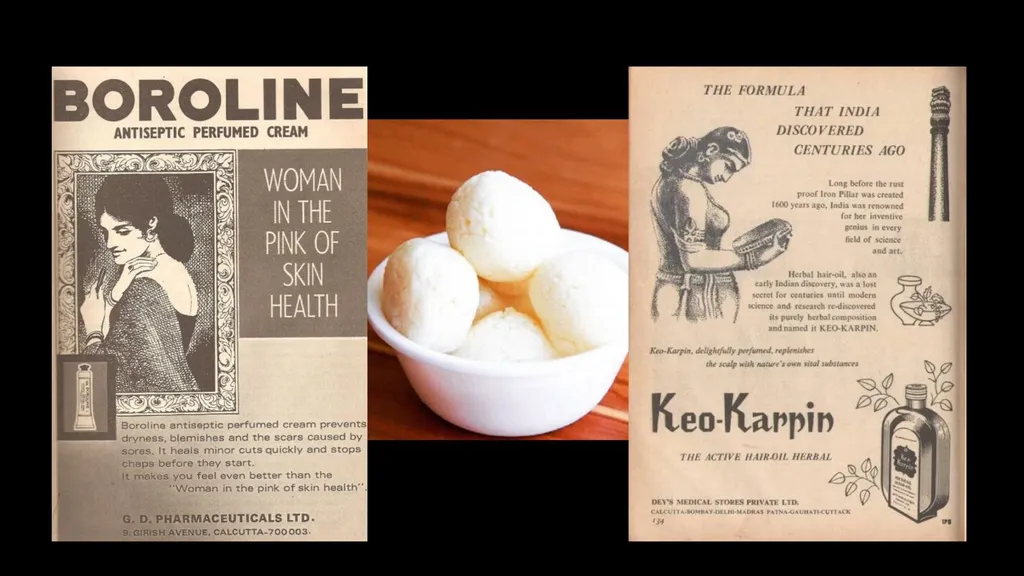 BOROLINE
ANTISEPTIC PERFUMED CREAM
WOMAN
IN THE
PINK OF
SKIN
HEALTH
Boroline antiseptic perfumed cream prevents
dryness, blemishes and the scars caused by
sores. It heals minor cuts quickly and stops
chaps before they start.
It makes you feel even better than the
"Woman in the pink of skin health".
G. D. PHARMACEUTICALS LTD.
9, GIRISH AVENUE, CALCUTTA-700003.
THE FORMULA
THAT INDIA
DISCOVERED
CENTURIES AGO
Long before the rust
proof Iron Pillar was created
1600 years ago, India was renowned
for her inventive
genius in every
field of science
and art.
Herbal hair-oil, also an
early Indian discovery, was a lost
secret for centuries until modern
science and research re-discovered
its purely herbal composition
and named it KEO-KARPIN.
Keo-Karpin, delightfully perfumed, replenishes
the scalp with nature's own vital substances
Keo-Karpin
THE ACTIVE HAIR-OIL HERBAL
DEY'S MEDICAL STORES PRIVATE LTD.
CALCUTTA-BOMBAY-DELHI-MADRAS PATNA-GAUHATI-CUTTACK
134